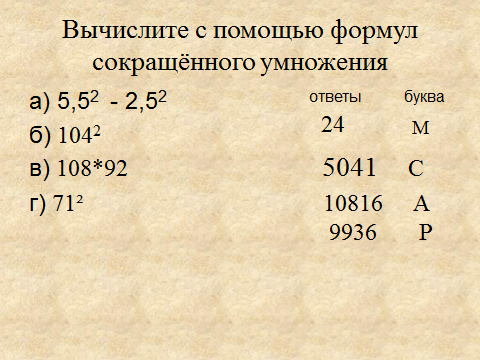 Вычислите с помощью формул
сокращённого умножения
а) 5,5² - 2,5²
б) 104²
в) 108*92
г) 71²
ответы буква
24 М
5041 С
10816 А
9936 Р